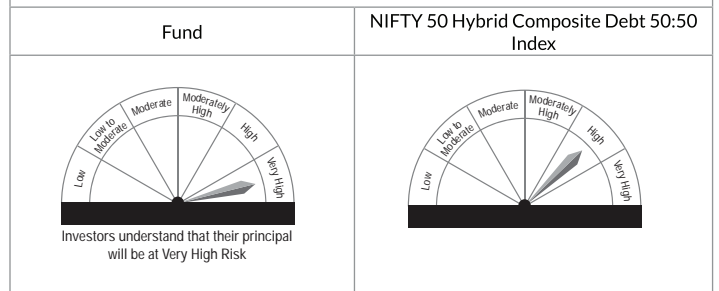 Fund
NIFTY 50 Hybrid Composite Debt 50:50
Index
Low
Low to
Moderate
Moderate
Moderately
High
High
Very High
Investors understand that their principal
will be at Very High Risk
Low
Low to
Moderate
Moderate
Moderately
High
High
Very High